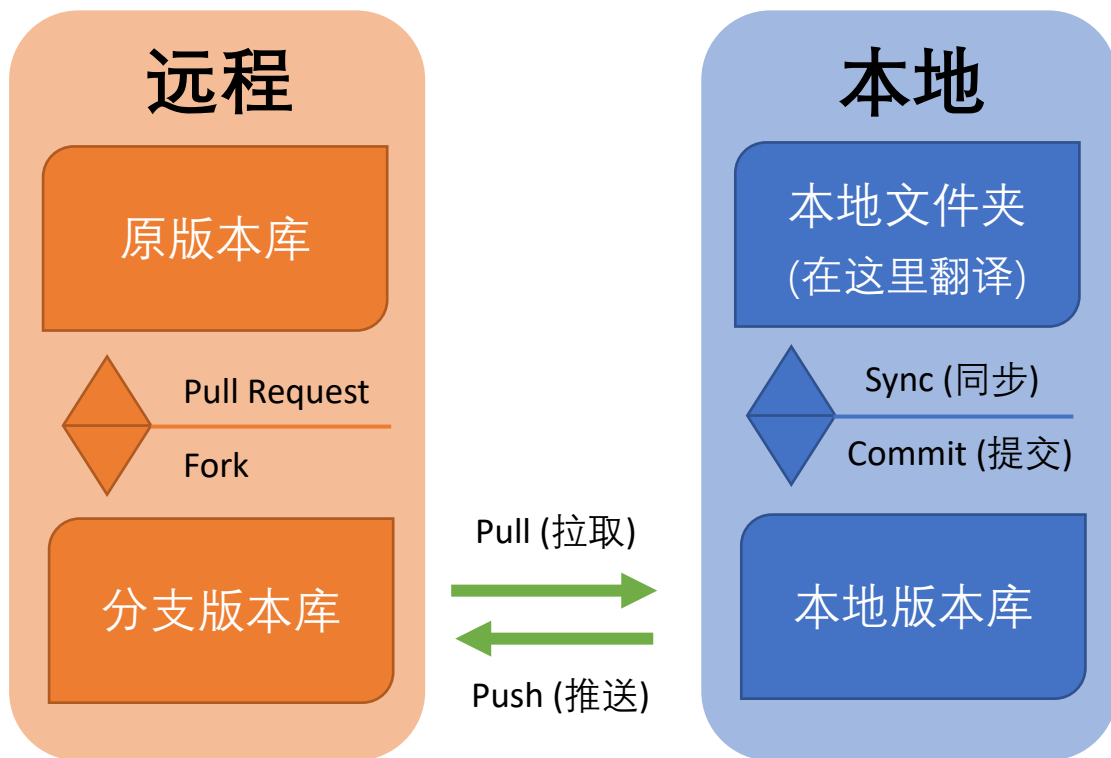 远程
原版本库
Pull Request
Fork
分支版本库
Pull (拉取)
Push (推送)
本地
本地文件夹
(在这里翻译)
Sync (同步)
Commit (提交)
本地版本库